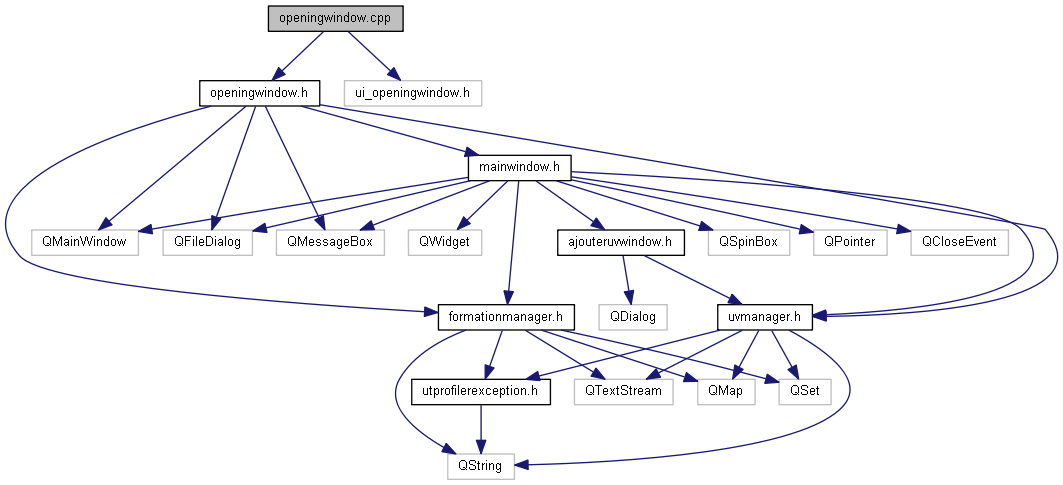 openingwindow.cpp
openingwindow.h
ui_openingwindow.h
mainwindow.h
QMainWindow
QFileDialog
QMessageBox
QWidget
ajouteruvwindow.h
QSpinBox
QPointer
QCloseEvent
formationmanager.h
QDialog
uvmanager.h
utprofilerexception.h
QTextStream
QMap
QSet
QString